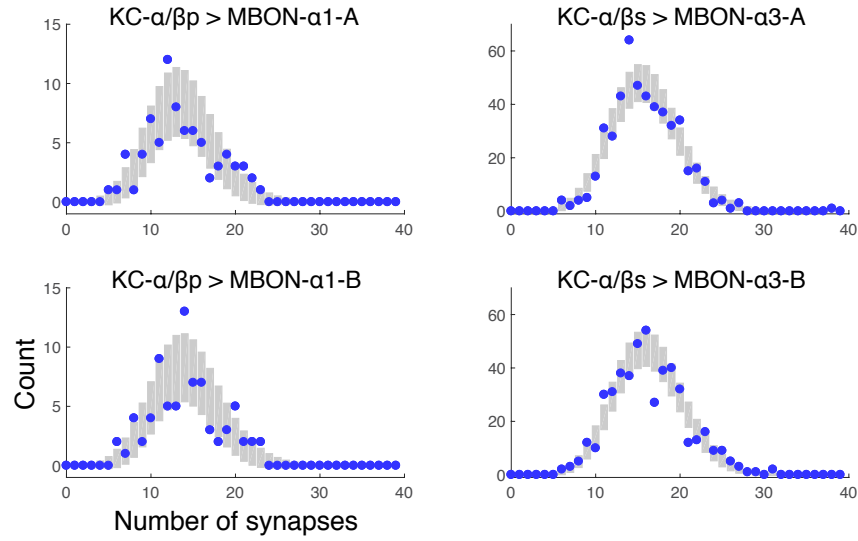 KC-α/βp > MBON-α1-A
15
10
5
0
0 10 20 30 40
KC-α/βs > MBON-α3-A
60
40
20
0
0 10 20 30 40
KC-α/βp > MBON-α1-B
15
10
5
0
0 10 20 30 40
KC-α/βs > MBON-α3-B
60
40
20
0
0 10 20 30 40
Count
Number of synapses